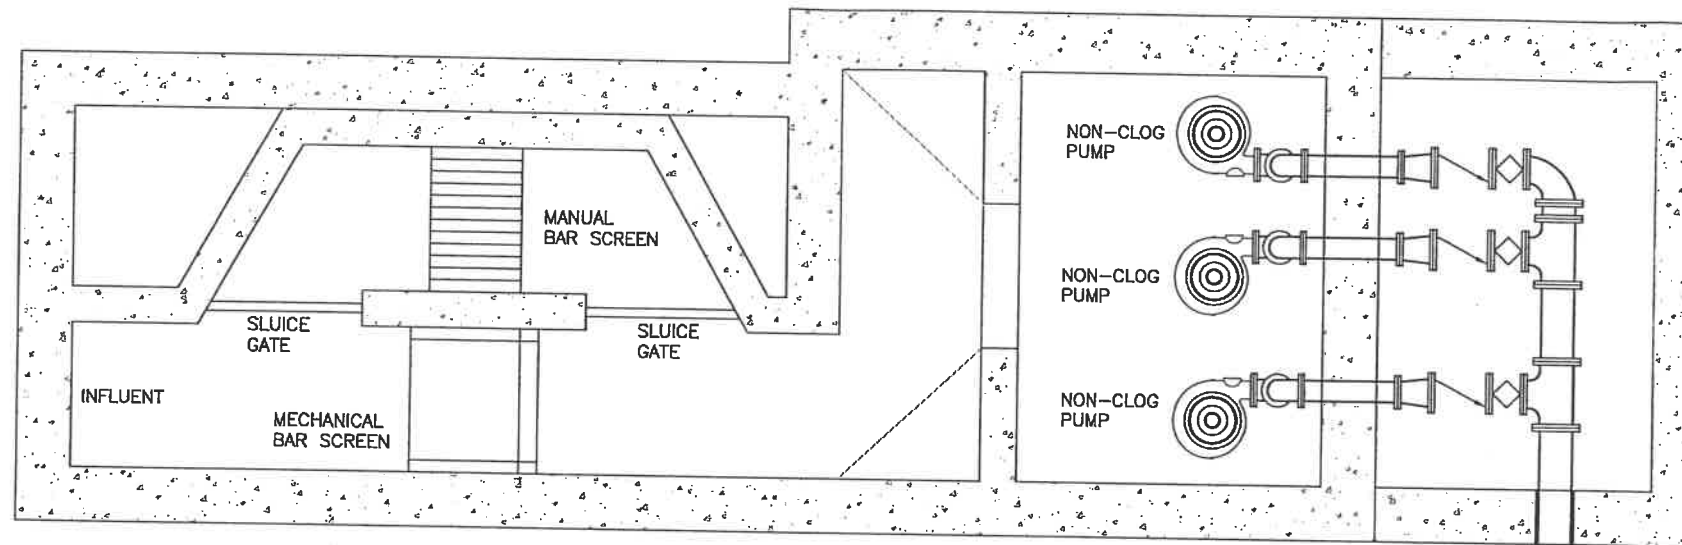 NON-CLOG
PUMP
MANUAL
BAR SCREEN
NON-CLOG
PUMP
SLUICE
GATE
SLUICE
GATE
INFLUENT
MECHANICAL
BAR SCREEN
NON-CLOG
PUMP